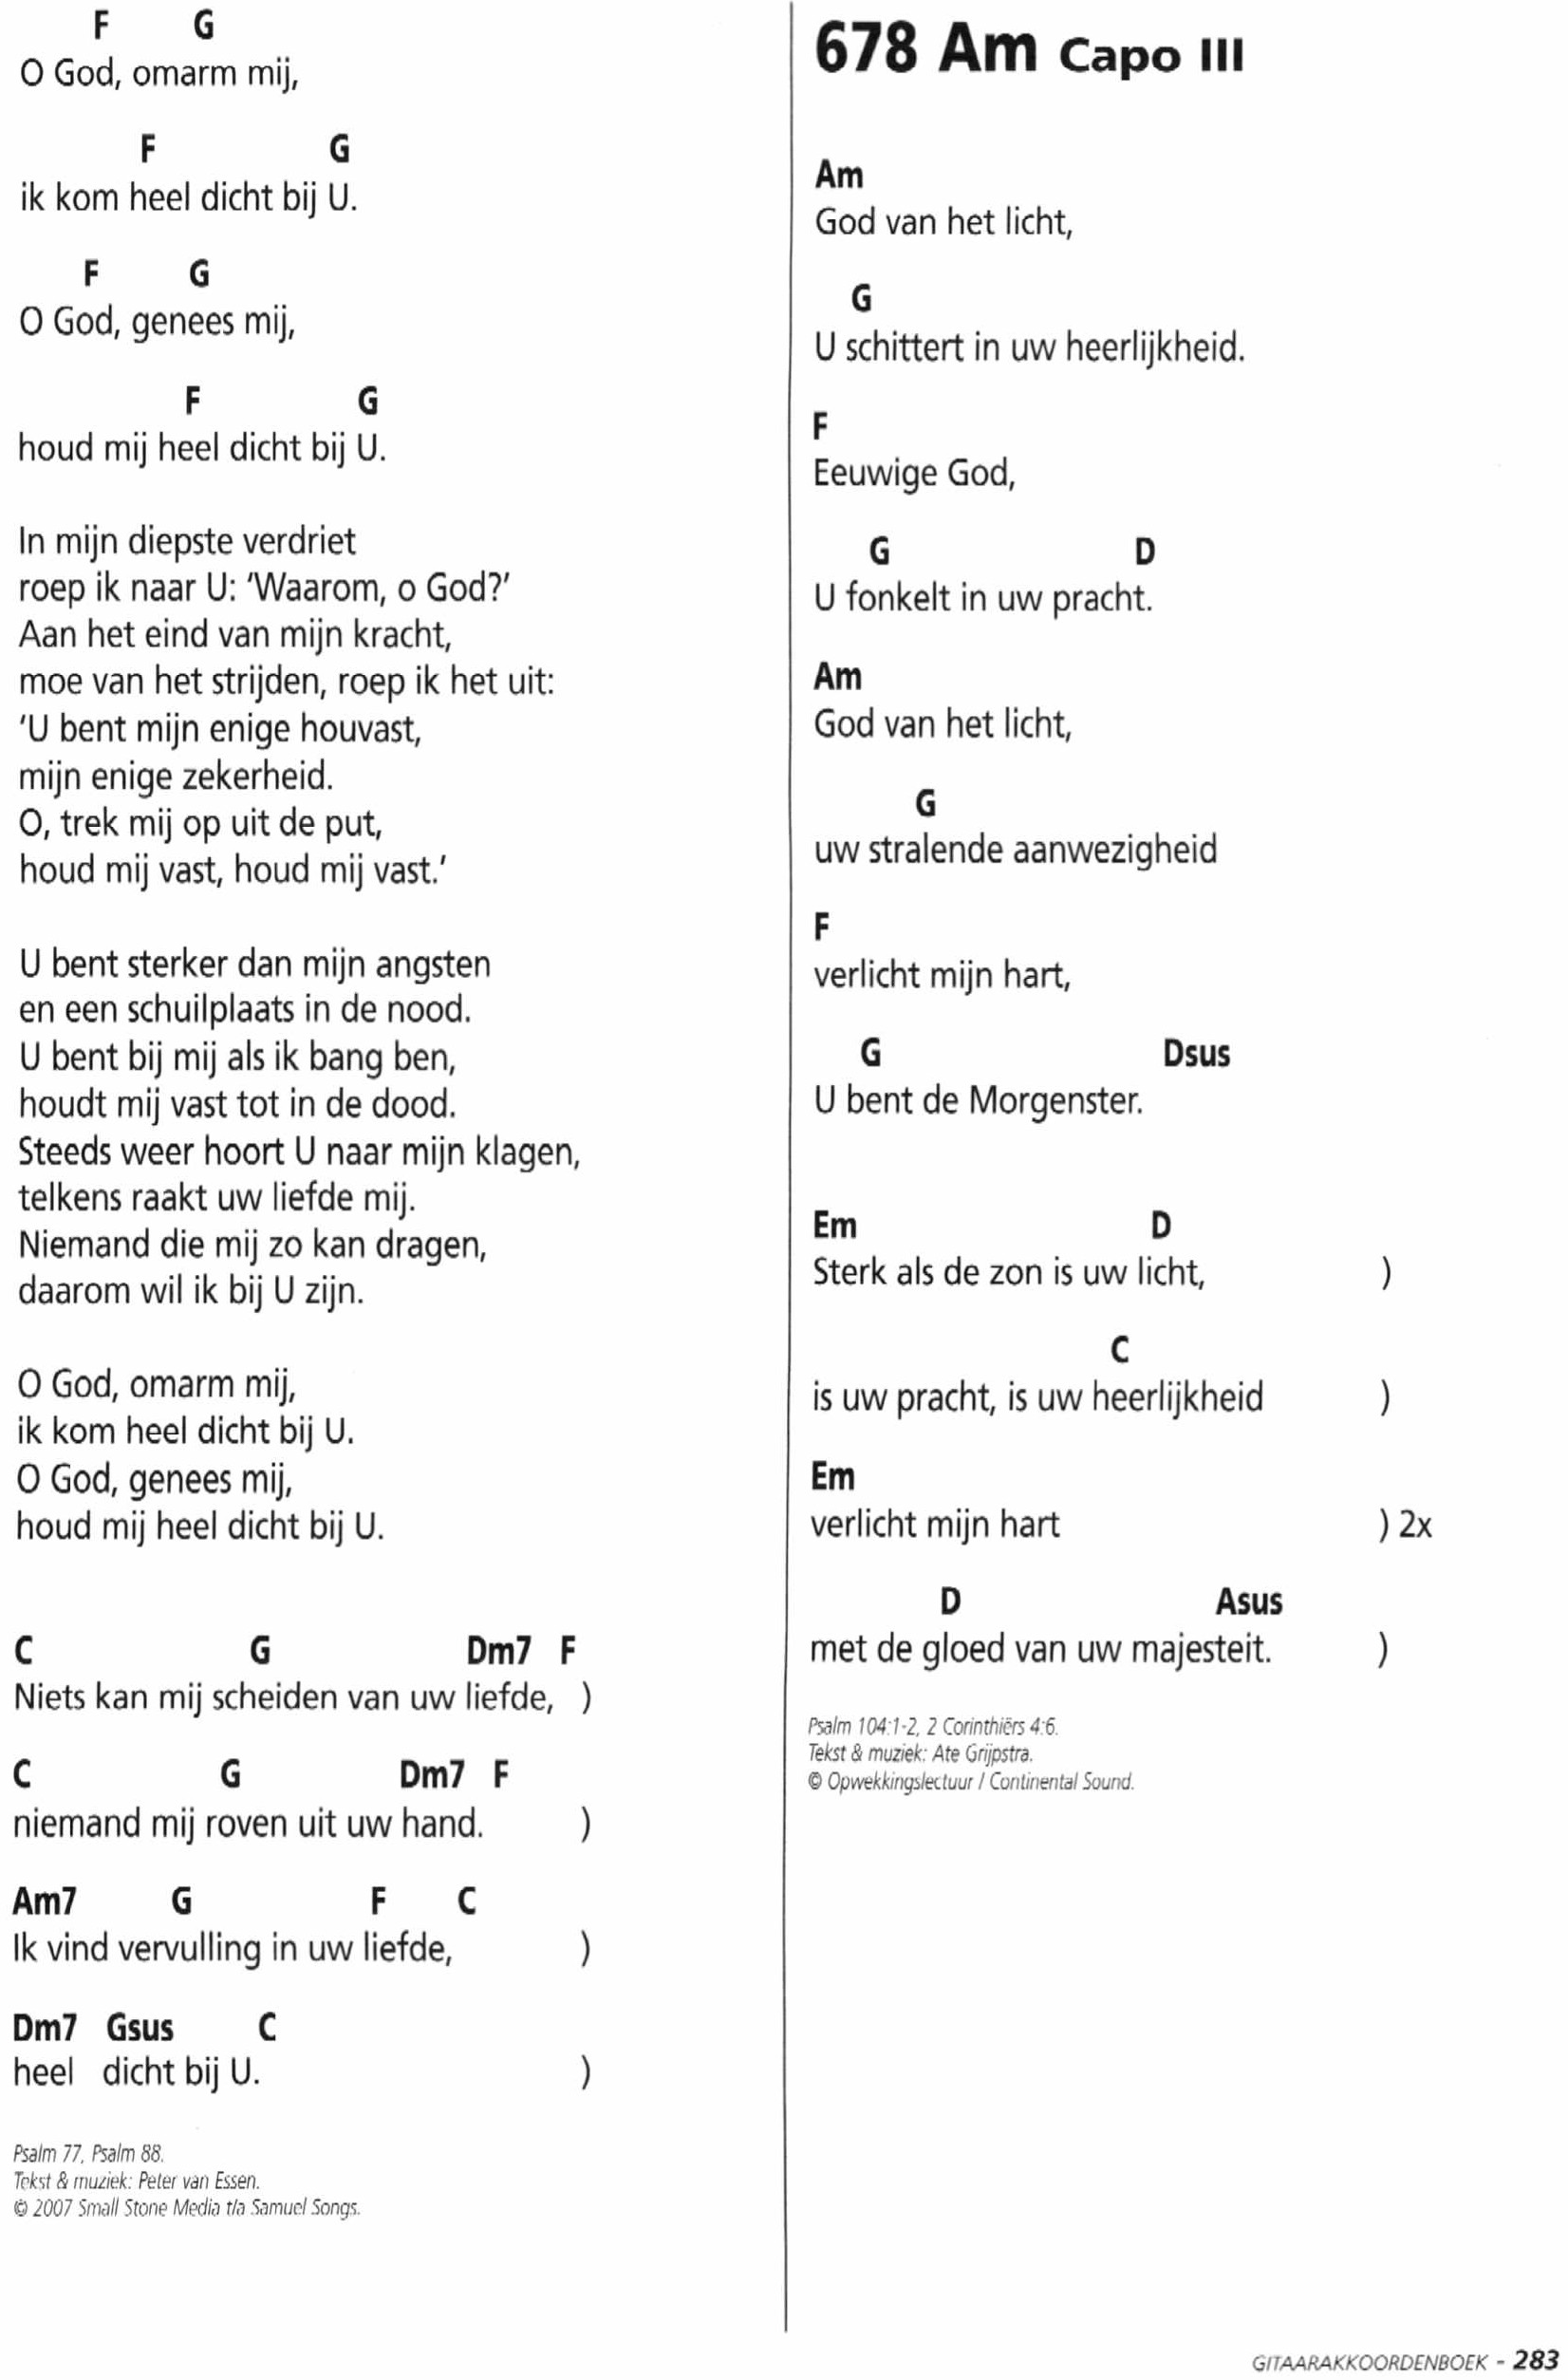 F G
O God, omarm mij,
F G
ik kom heel dicht bij U.
F G
O God, genees mij,
F G
houd mij heel dicht bij U.
In mijn diepste verdriet
roep ik naar U: ‘Waarom, o God?’
Aan het eind van mijn kracht,
moe van het strijden, roep ik het uit:
‘U bent mijn enige houvast,
mijn enige zekerheid.
O, trek mij op uit de put,
houd mij vast, houd mij vast.’
U bent sterker dan mijn angsten
en een schuilplaats in de nood.
U bent bij mij als ik bang ben,
houdt mij vast tot in de dood.
Steeds weer hoort U naar mijn klagen,
telkens raakt uw liefde mij.
Niemand die mij zo kan dragen,
daarom wil ik bij U zijn.
O God, omarm mij,
ik kom heel dicht bij U.
O God, genees mij,
houd mij heel dicht bij U.
C G Dm7 F
Niets kan mij scheiden van uw liefde, )
C G Dm7 F
niemand mij roven uit uw hand. )
Am7 G F C
Ik vind vervulling in uw liefde, )
Dm7 Gsus C
heel dicht bij U. )
Psalm 77, Psalm 88.
Tekst & muziek: Peter van Essen.
© 2007 Small Stone Media t/a Samuel Songs.
678 Am Capo III
Am
God van het licht,
G
U schittert in uw heerlijkheid.
F
Eeuwige God,
G D
U fonkelt in uw pracht.
Am
God van het licht,
G
uw stralende aanwezigheid
F
verlicht mijn hart,
G Dsus
U bent de Morgenster.
Em D
Sterk als de zon is uw licht, )
C
is uw pracht, is uw heerlijkheid )
Em
verlicht mijn hart ) 2x
D Asus
met de gloed van uw majesteit. )
Psalm 104:1-2, 2 Corinthiërs 4:6.
Tekst & muziek: Ate Grijpstra.
© Opwekkingslectuur / Continental Sound.
GITAARAKKOORDENBOEK - 283